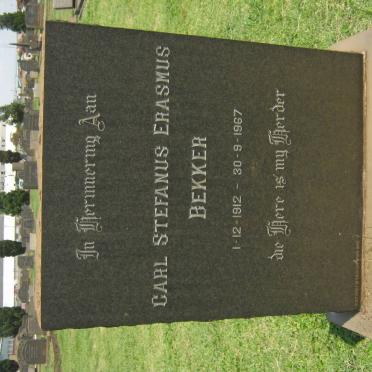 In Herinnering Aan
CARL STEFANUS ERASMUS
BEKKER
1-12-1912 - 30-9-1967
die Here is my Herder